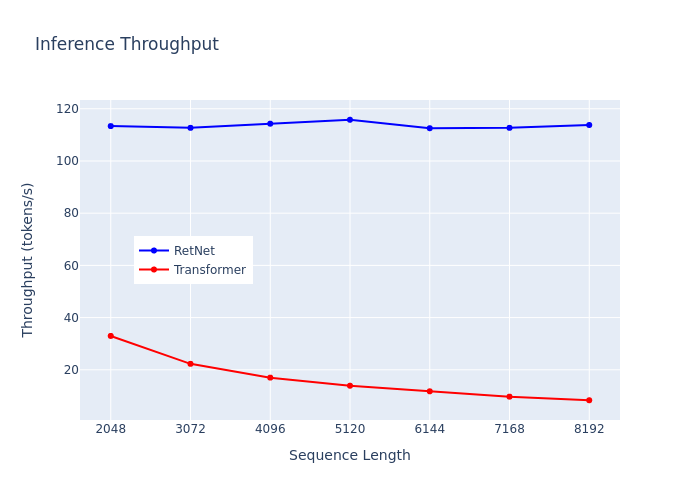 Inference Throughput
120
100
80
60
40
20
Throughput (tokens/s)
RetNet
Transformer
2048 3072 4096 5120 6144 7168 8192
Sequence Length